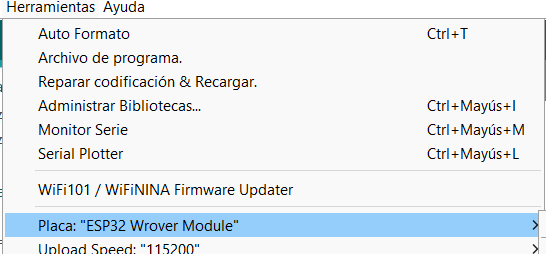 Herramientas Ayuda
Auto Formato Ctrl+T
Archivo de programa.
Reparar codificación & Recargar.
Administrar Bibliotecas... Ctrl+Mayús+I
Monitor Serie Ctrl+Mayús+M
Serial Plotter Ctrl+Mayús+L
WiFi101 / WiFiNINA Firmware Updater
Placa: "ESP32 Wrover Module"
Upload Speed: "115200"